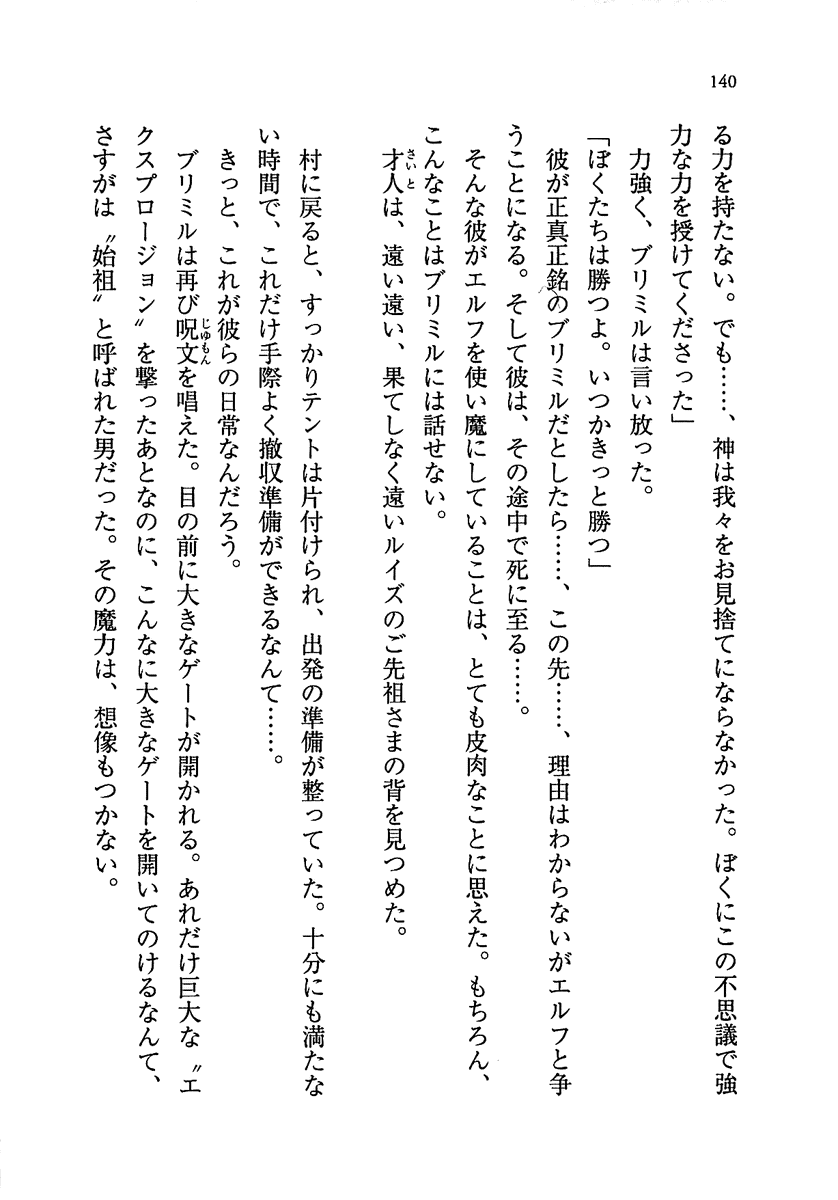 140
る力を持たない。でも……、神は我々をお見捨てにならなかった。ぼくにこの不思議で強
力な力を授けてくださった」
力強く、ブリミルは言い放った。
「ぼくたちは勝つよ。いつかきっと勝つ」
彼が正真正銘のブリミルだとしたら……、この先……、理由はわからないがエルフと争
うことになる。そして彼は、その途中で死に至る……。
そんな彼がエルフを使い魔にしていることは、とても皮肉なことに思えた。もちろん、
こんなことはブリミルには話せない。
才人は、遠い遠い、果てしなく遠いルイズのご先祖さまの背を見つめた。
さいと
村に戻ると、すっかりテントは片付けられ、出発の準備が整っていた。十分にも満たな
い時間で、これだけ手際よく撤収準備ができるなんて……。
きっと、これが彼らの日常なんだろう。
ブリミルは再び呪文を唱えた。目の前に大きなゲートが開かれる。あれだけ巨大な〝エ
じゅもん
クスプロージョン〟を撃ったあとなのに、こんなに大きなゲートを開いてのけるなんて、
さすがは〝始祖〟と呼ばれた男だった。その魔力は、想像もつかない。